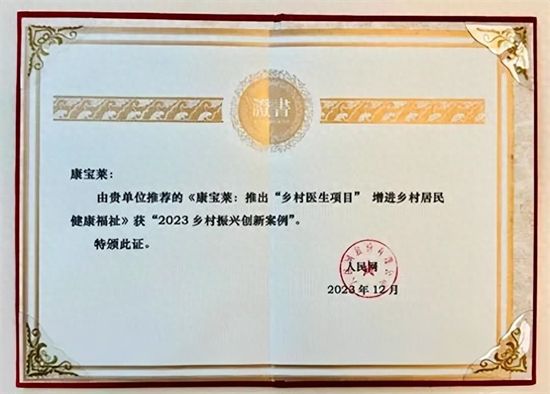 證書
康宝莱:
由贵单位推荐的《康宝莱:推出“乡村医生项目” 增进乡村居民
健康福祉》获“2023乡村振兴创新案例”。
特颁此证。
人民网
2023年12月